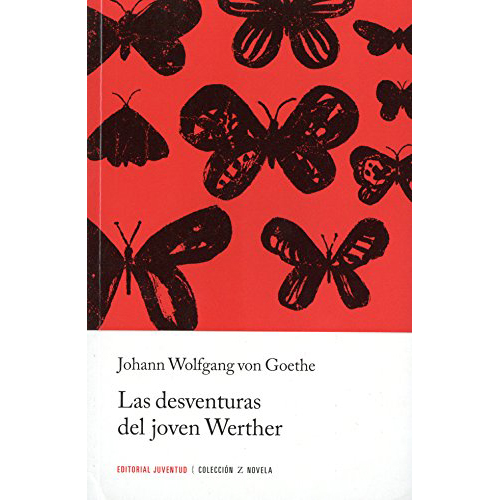 Johann Wolfgang von Goethe
Las desventuras
del joven Werther
EDITORIAL JUVENTUD ( COLECCIÓN Z NOVELA